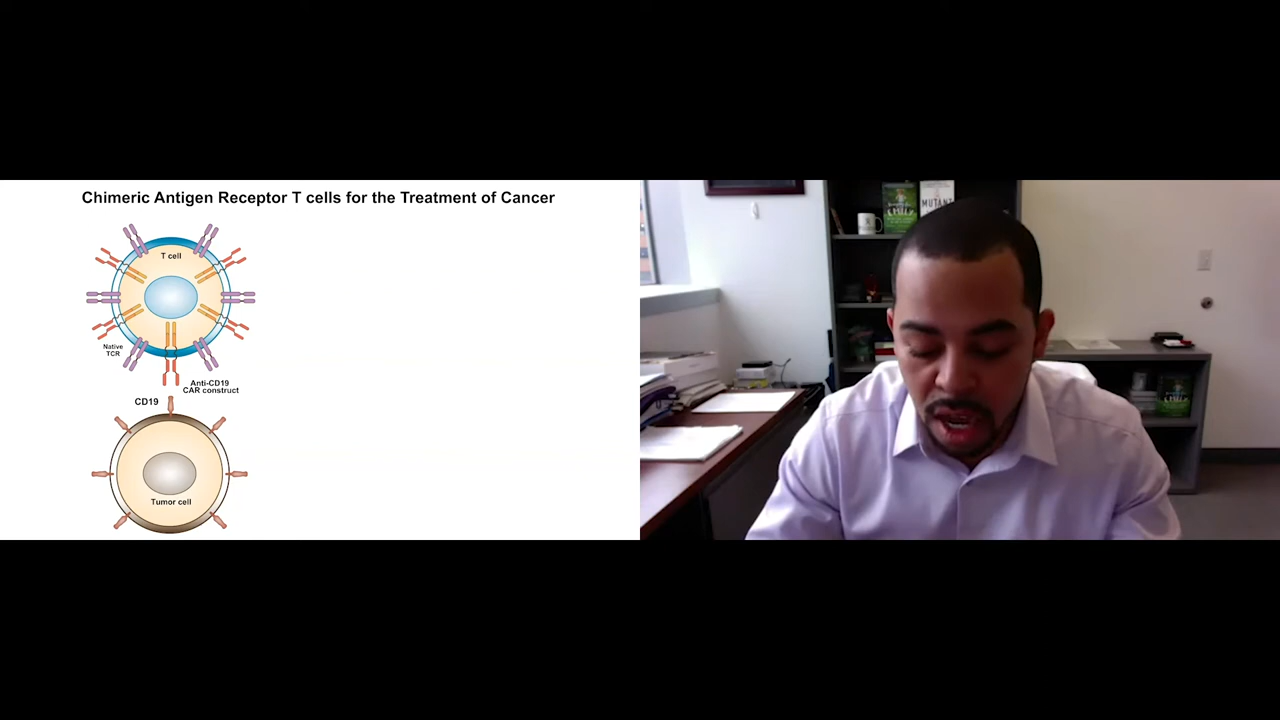 Chimeric Antigen Receptor T cells for the Treatment of Cancer
T cell
Native
TCR
Anti-CD19
CAR construct
CD19
Tumor cell
EMILY
MUTANT